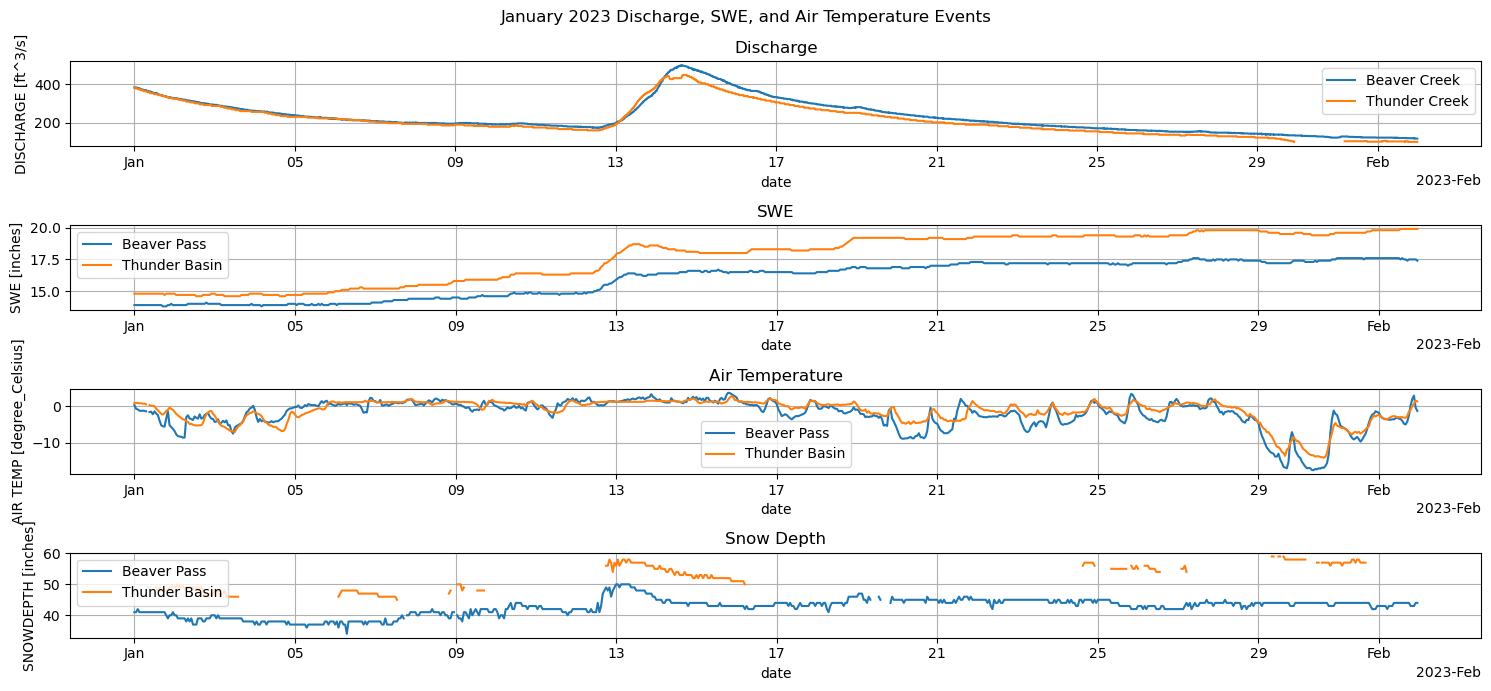 January 2023 Discharge, SWE, and Air Temperature Events
Discharge
DISCHARGE [ft^3/s]
400
200
Beaver Creek
Thunder Creek
Jan 05 09 13 17 21 25 29 Feb
date
2023-Feb
SWE
SWE [inches]
20.0
17.5
15.0
Beaver Pass
Thunder Basin
Jan 05 09 13 17 21 25 29 Feb
date
2023-Feb
Air Temperature
AIR TEMP [degree_Celsius]
0
−10
Beaver Pass
Thunder Basin
Jan 05 09 13 17 21 25 29 Feb
date
2023-Feb
Snow Depth
SNOWDEPTH [inches]
60
50
40
Beaver Pass
Thunder Basin
Jan 05 09 13 17 21 25 29 Feb
date
2023-Feb